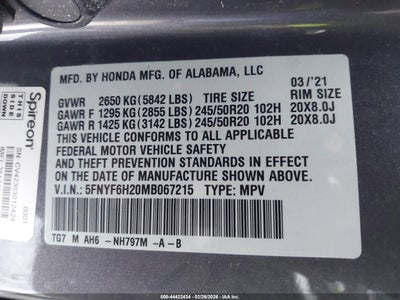 MFD. BY HONDA MFG. OF ALABAMA, LLC
03/'21
GVWR 2650 KG(5842 LBS) TIRE SIZE RIM SIZE
GAWR F 1295 KG(2855 LBS) 245/50R20 102H 20X8.0J
GAWR R 1425 KG(3142 LBS) 245/50R20 102H 20X8.0J
THIS VEHICLE CONFORMS TO ALL APPLICABLE
FEDERAL MOTOR VEHICLE SAFETY
AND THEFT PREVENTION STANDARDS IN EFFECT
ON THE DATE OF MANUFACTURE SHOWN ABOVE.
V.I.N: 5FNYF6H20MB067215 TYPE: MPV
TG7 M AH6 -NH797M -A-B
THIS SIDE DOWN
Spireon
0001
000-44422434 - 02/26/2026 - IAA Inc.